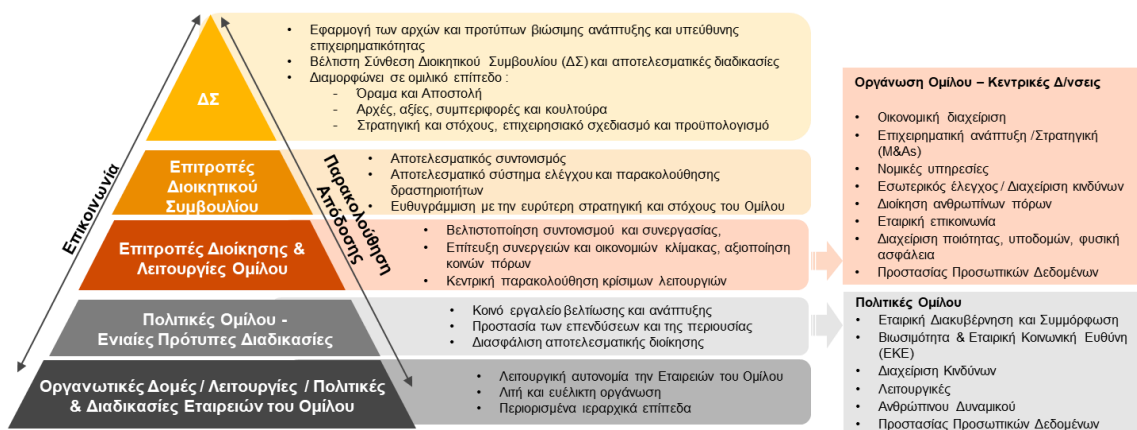 ΔΣ
Επιτροπές
Διοικητικού
Συμβουλίου
Επιτροπές Διοίκησης &
Λειτουργίες Ομίλου
Πολιτικές Ομίλου -
Ενιαίες Πρότυπες Διαδικασίες
Οργανωτικές Δομές / Λειτουργίες / Πολιτικές
& Διαδικασίες Εταιρειών του Ομίλου
Επικοινωνία
Παρακολούθηση
Απόδοσης
• Εφαρμογή των αρχών και προτύπων βιώσιμης ανάπτυξης και υπεύθυνης
επιχειρηματικότητας
• Βέλτιστη Σύνθεση Διοικητικού Συμβουλίου (ΔΣ) και αποτελεσματικές διαδικασίες
• Διαμορφώνει σε ομιλικό επίπεδο :
- Όραμα και Αποστολή
- Αρχές, αξίες, συμπεριφορές και κουλτούρα
- Στρατηγική και στόχους, επιχειρησιακό σχεδιασμό και προϋπολογισμό
• Αποτελεσματικός συντονισμός
• Αποτελεσματικό σύστημα ελέγχου και παρακολούθησης
δραστηριοτήτων
• Ευθυγράμμιση με την ευρύτερη στρατηγική και στόχους του Ομίλου
• Βελτιστοποίηση συντονισμού και συνεργασίας,
• Επίτευξη συνεργειών και οικονομιών κλίμακας, αξιοποίηση
κοινών πόρων
• Κεντρική παρακολούθηση κρίσιμων λειτουργιών
• Κοινό εργαλείο βελτίωσης και ανάπτυξης
• Προστασία των επενδύσεων και της περιουσίας
• Διασφάλιση αποτελεσματικής διοίκησης
• Λειτουργική αυτονομία την Εταιρειών του Ομίλου
• Λιτή και ευέλικτη οργάνωση
• Περιορισμένα ιεραρχικά επίπεδα
Οργάνωση Ομίλου – Κεντρικές Δ/νσεις
• Οικονομική διαχείριση
• Επιχειρηματική ανάπτυξη /Στρατηγική
(M&As)
• Νομικές υπηρεσίες
• Εσωτερικός έλεγχος / Διαχείριση κινδύνων
• Διοίκηση ανθρωπίνων πόρων
• Εταιρική επικοινωνία
• Διαχείριση ποιότητας, υποδομών, φυσική
ασφάλεια
• Προστασίας Προσωπικών Δεδομένων
Πολιτικές Ομίλου
• Εταιρική Διακυβέρνηση και Συμμόρφωση
• Βιωσιμότητα & Εταιρική Κοινωνική Ευθύνη
(ΕΚΕ)
• Διαχείριση Κινδύνων
• Λειτουργικές
• Ανθρώπινου Δυναμικού
• Προστασίας Προσωπικών Δεδομένων